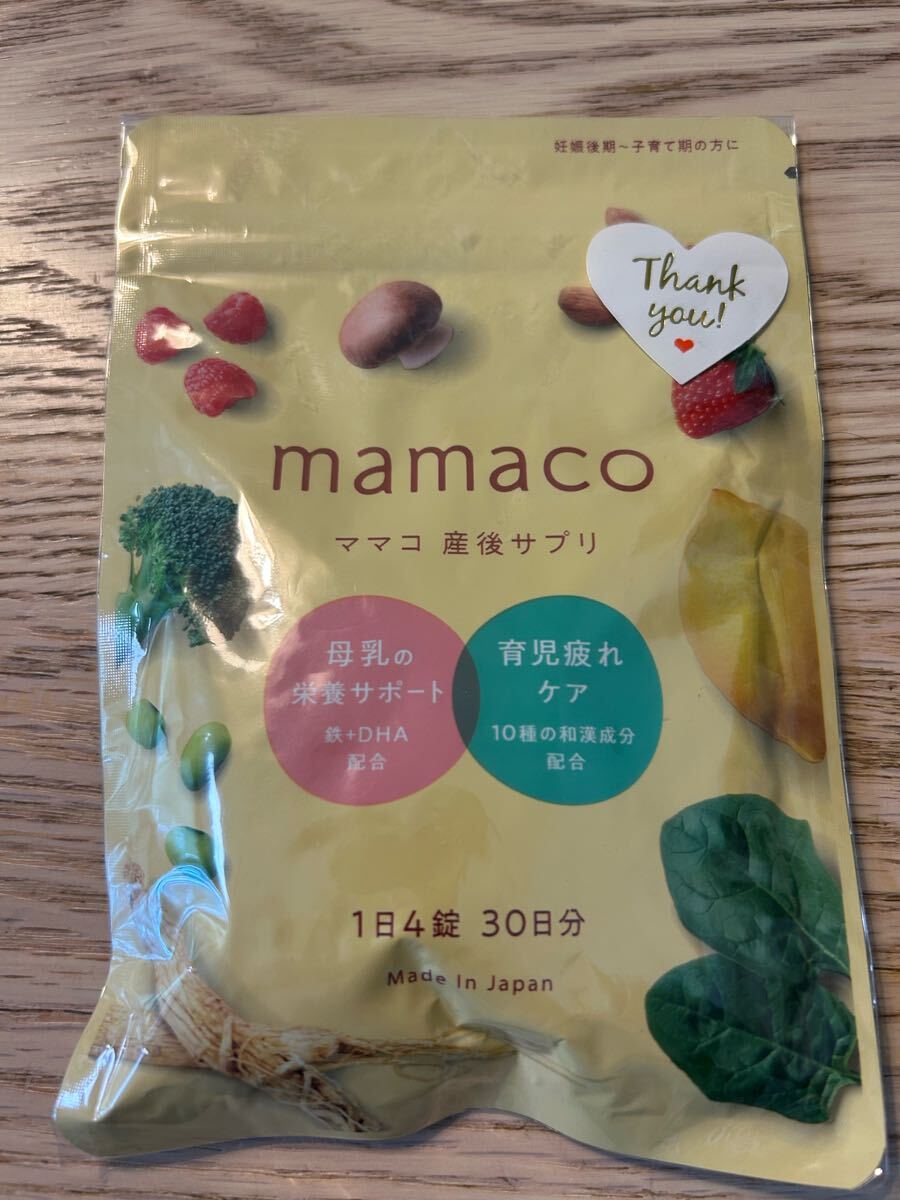 妊娠後期~子育て期の方に
Thank
you!
mamaco
ママコ 産後サプリ
母乳の
栄養サポート
鉄+DHA
配合
育児疲れ
ケア
10種の和漢成分
配合
1日4錠 30日分
Made In Japan